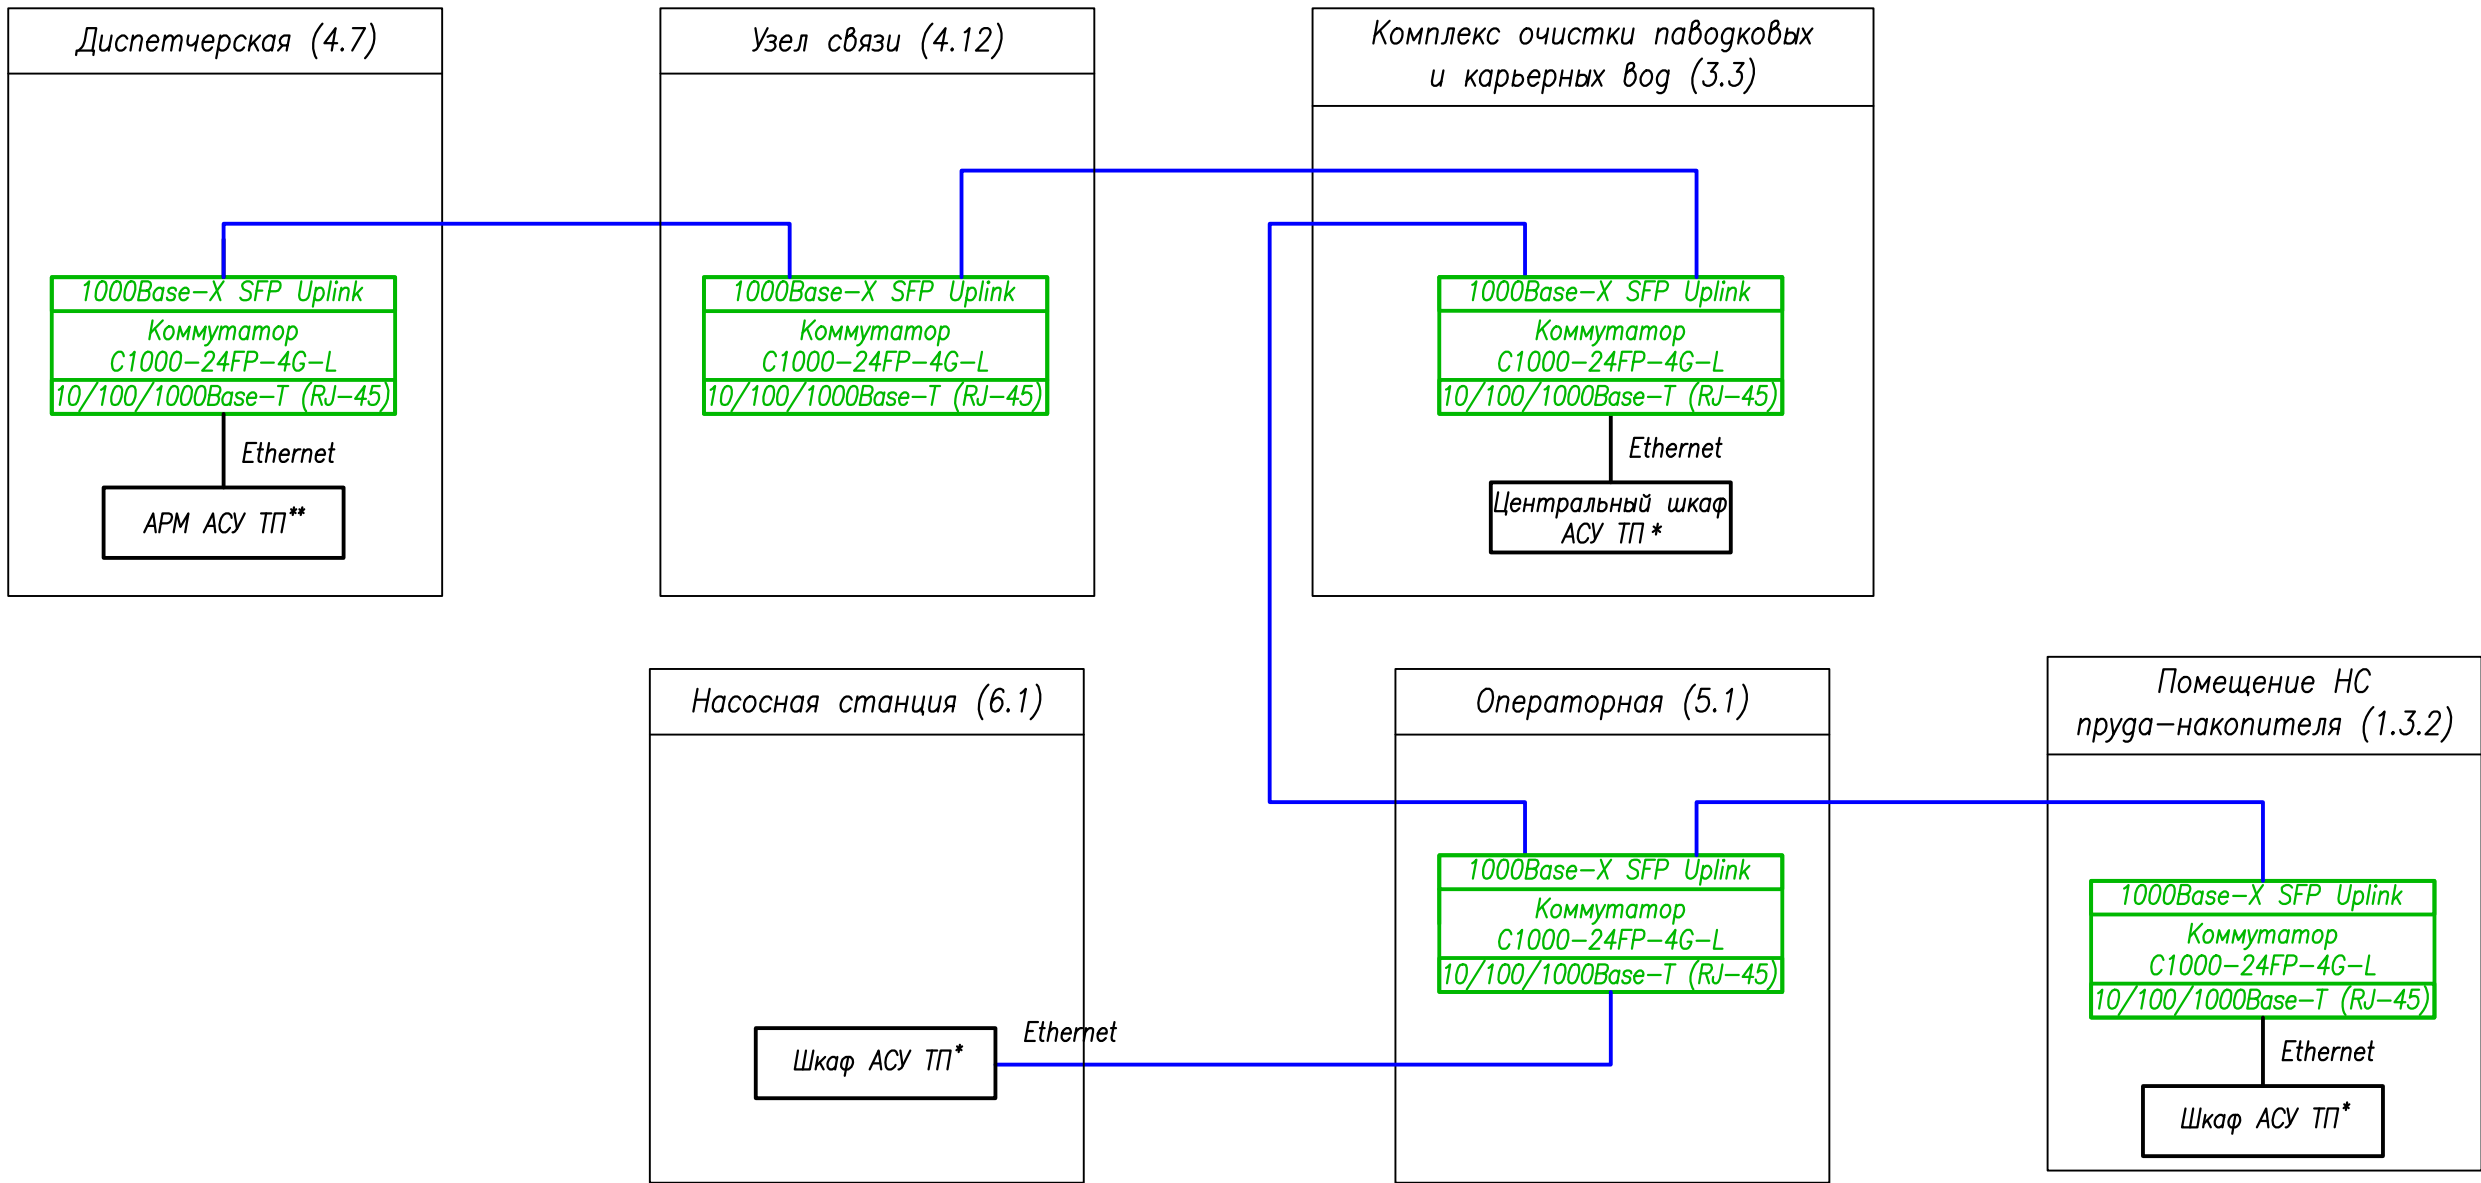 Диспетчерская (4.7)
1000Base-X SFP Uplink
Коммутатор
C1000-24FP-4G-L
10/100/1000Base-T (RJ-45)
Ethernet
АРМ АСУ ТП**
Узел связи (4.12)
1000Base-X SFP Uplink
Коммутатор
C1000-24FP-4G-L
10/100/1000Base-T (RJ-45)
Комплекс очистки паводковых
и карьерных вод (3.3)
1000Base-X SFP Uplink
Коммутатор
C1000-24FP-4G-L
10/100/1000Base-T (RJ-45)
Ethernet
Центральный шкаф
АСУ ТП*
Насосная станция (6.1)
Ethernet
Шкаф АСУ ТП*
Операторная (5.1)
1000Base-X SFP Uplink
Коммутатор
C1000-24FP-4G-L
10/100/1000Base-T (RJ-45)
Помещение НС
пруда-накопителя (1.3.2)
1000Base-X SFP Uplink
Коммутатор
C1000-24FP-4G-L
10/100/1000Base-T (RJ-45)
Ethernet
Шкаф АСУ ТП*